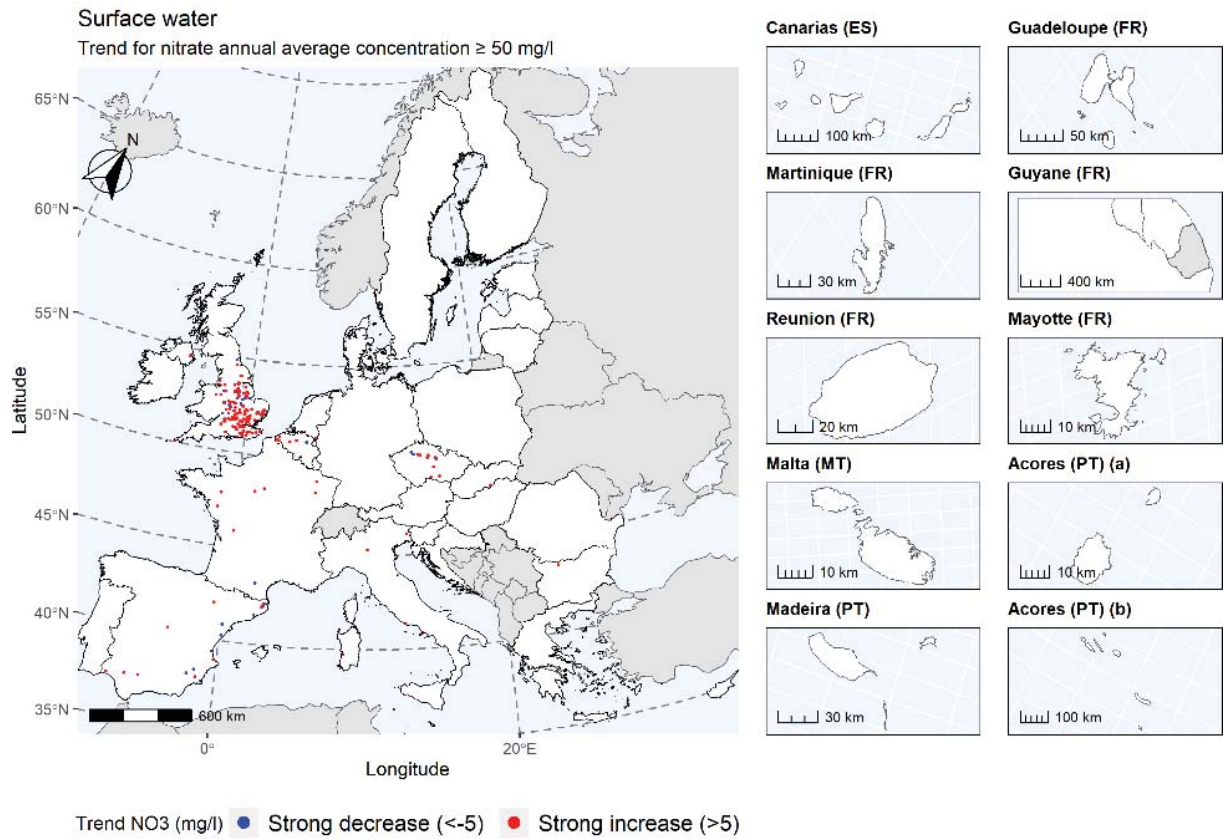 Surface water
Trend for nitrate annual average concentration ≥ 50 mg/l
65°N
60°N
55°N
50°N
45°N
40°N
35°N
Latitude
N
600 km
0°
20°E
Longitude
Trend NO3 (mg/l) Strong decrease (<-5) Strong increase (>5)
Canarias (ES)
100 km
Guadeloupe (FR)
50 km
Martinique (FR)
30 km
Guyane (FR)
400 km
Reunion (FR)
20 km
Mayotte (FR)
10 km
Malta (MT)
10 km
Acores (PT) (a)
10 km
Madeira (PT)
30 km
Acores (PT) (b)
100 km